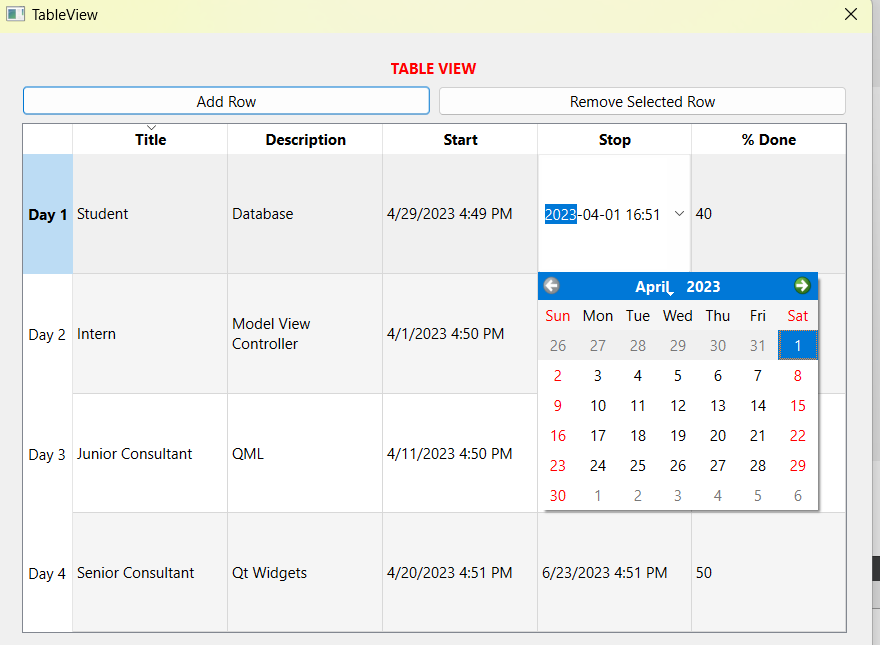 TableView
TABLE VIEW
Add Row Remove Selected Row
Title Description Start Stop % Done
Day 1 Student Database 4/29/2023 4:49 PM 2023-04-01 16:51 40
April 2023
Sun Mon Tue Wed Thu Fri Sat
26 27 28 29 30 31 1
2 3 4 5 6 7 8
9 10 11 12 13 14 15
16 17 18 19 20 21 22
23 24 25 26 27 28 29
30 1 2 3 4 5 6
Day 2 Intern Model View
Controller 4/1/2023 4:50 PM
Day 3 Junior Consultant QML 4/11/2023 4:50 PM
Day 4 Senior Consultant Qt Widgets 4/20/2023 4:51 PM 6/23/2023 4:51 PM 50